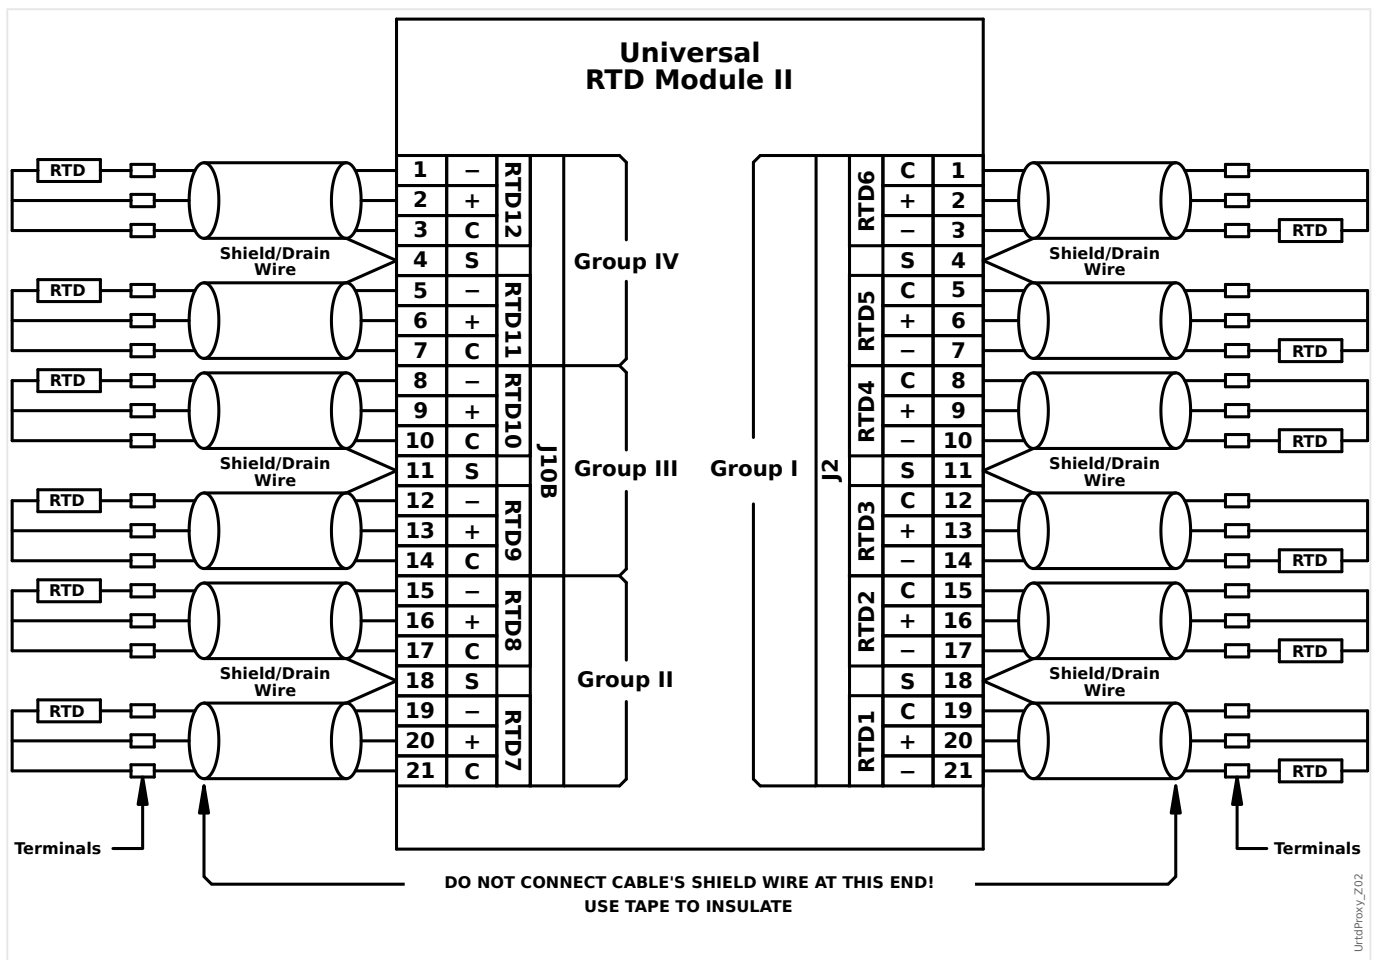 Universal
RTD Module II
RTD 1 − RTD12 RTD6 C 1
2 + + 2
3 C − 3 RTD
Shield/Drain
Wire
4 S Group IV S 4
Shield/Drain
Wire
RTD 5 − RTD11 RTD5 C 5
6 + + 6
7 C − 7 RTD
RTD 8 − RTD10 RTD4 C 8
9 + + 9
10 C − 10 RTD
Shield/Drain
Wire
11 S J10B Group III Group I J2 S 11
Shield/Drain
Wire
RTD 12 − RTD9 RTD3 C 12
13 + + 13
14 C − 14 RTD
RTD 15 − RTD8 RTD2 C 15
16 + + 16
17 C − 17 RTD
Shield/Drain
Wire
18 S Group II S 18
Shield/Drain
Wire
RTD 19 − RTD7 RTD1 C 19
20 + + 20
21 C − 21 RTD
Terminals
Terminals
DO NOT CONNECT CABLE'S SHIELD WIRE AT THIS END!
USE TAPE TO INSULATE
UrtdProxy_Z02